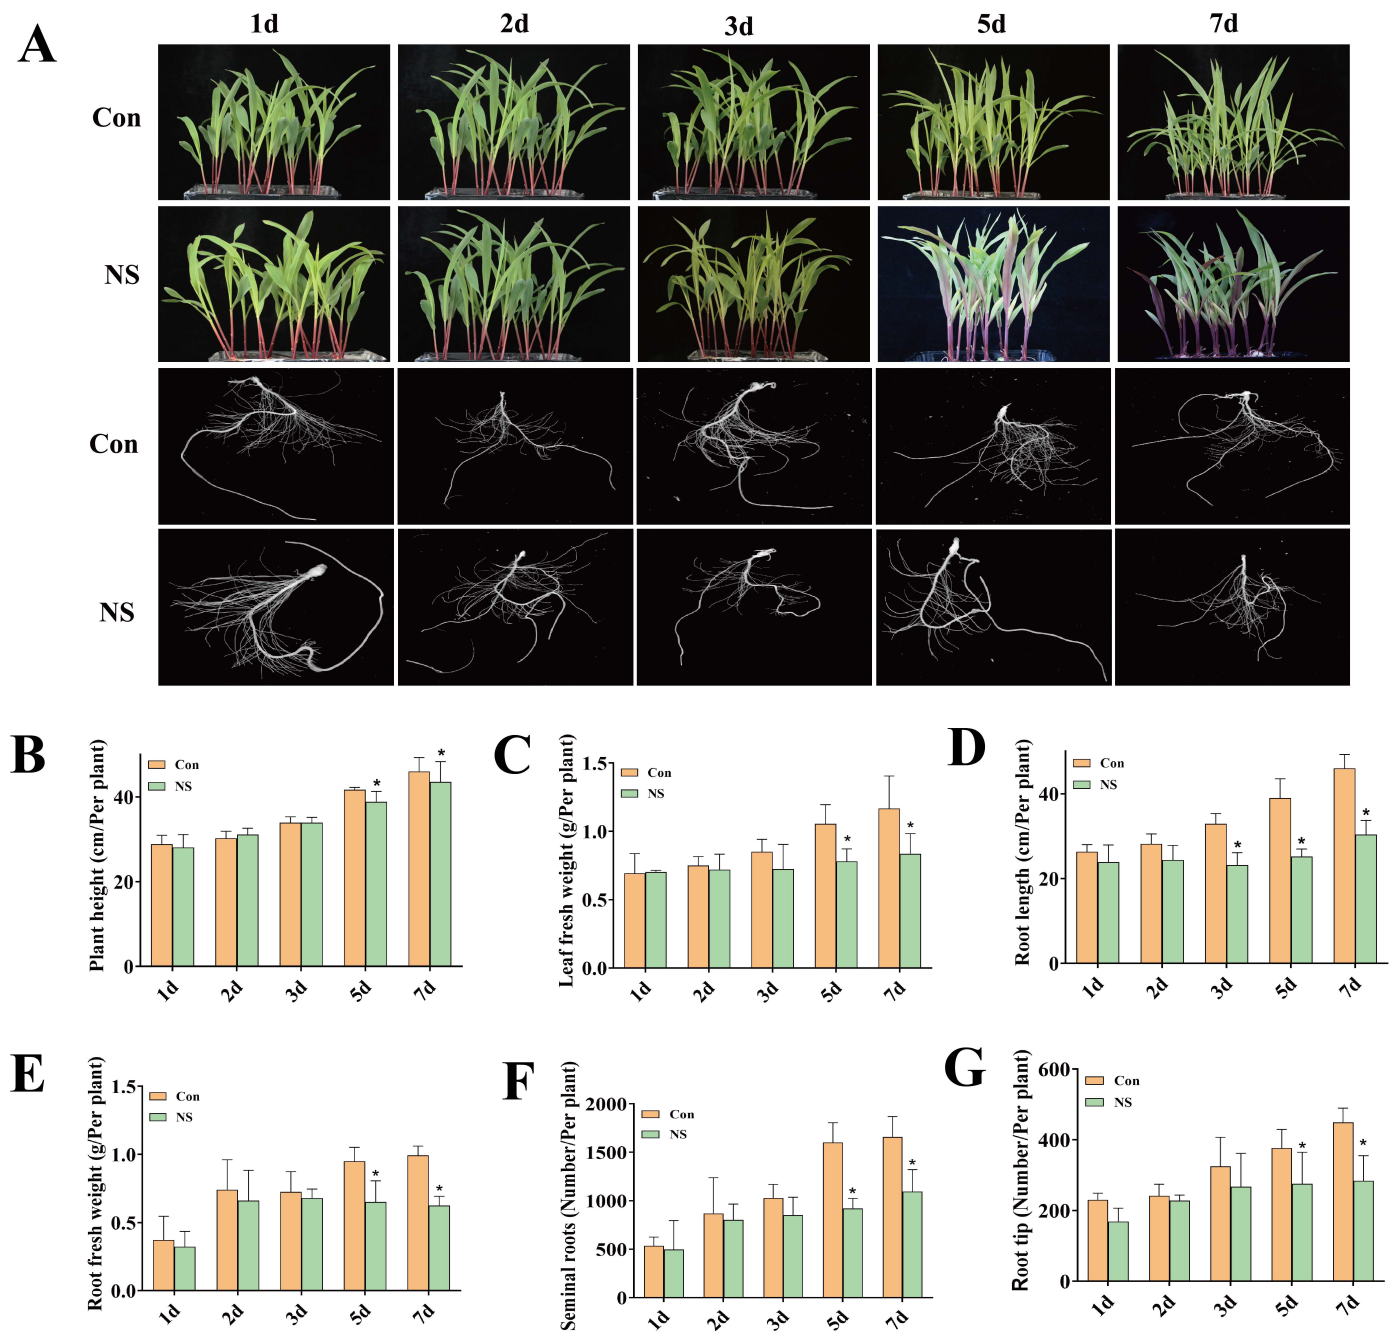 A
1d 2d 3d 5d 7d
Con
NS
Con
NS
B
Plant height (cm/Per plant)
Con
NS
40
20
0
1d 2d 3d 5d 7d
C
Leaf fresh weight (g/Per plant)
Con
NS
1.5
1.0
0.5
0.0
1d 2d 3d 5d 7d
D
Root length (cm/Per plant)
Con
NS
40
20
0
1d 2d 3d 5d 7d
E
Root fresh weight (g/Per plant)
Con
NS
1.5
1.0
0.5
0.0
1d 2d 3d 5d 7d
F
Seminal roots (Number/Per plant)
Con
NS
2000
1500
1000
500
0
1d 2d 3d 5d 7d
G
Root tip (Number/Per plant)
Con
NS
600
400
200
0
1d 2d 3d 5d 7d